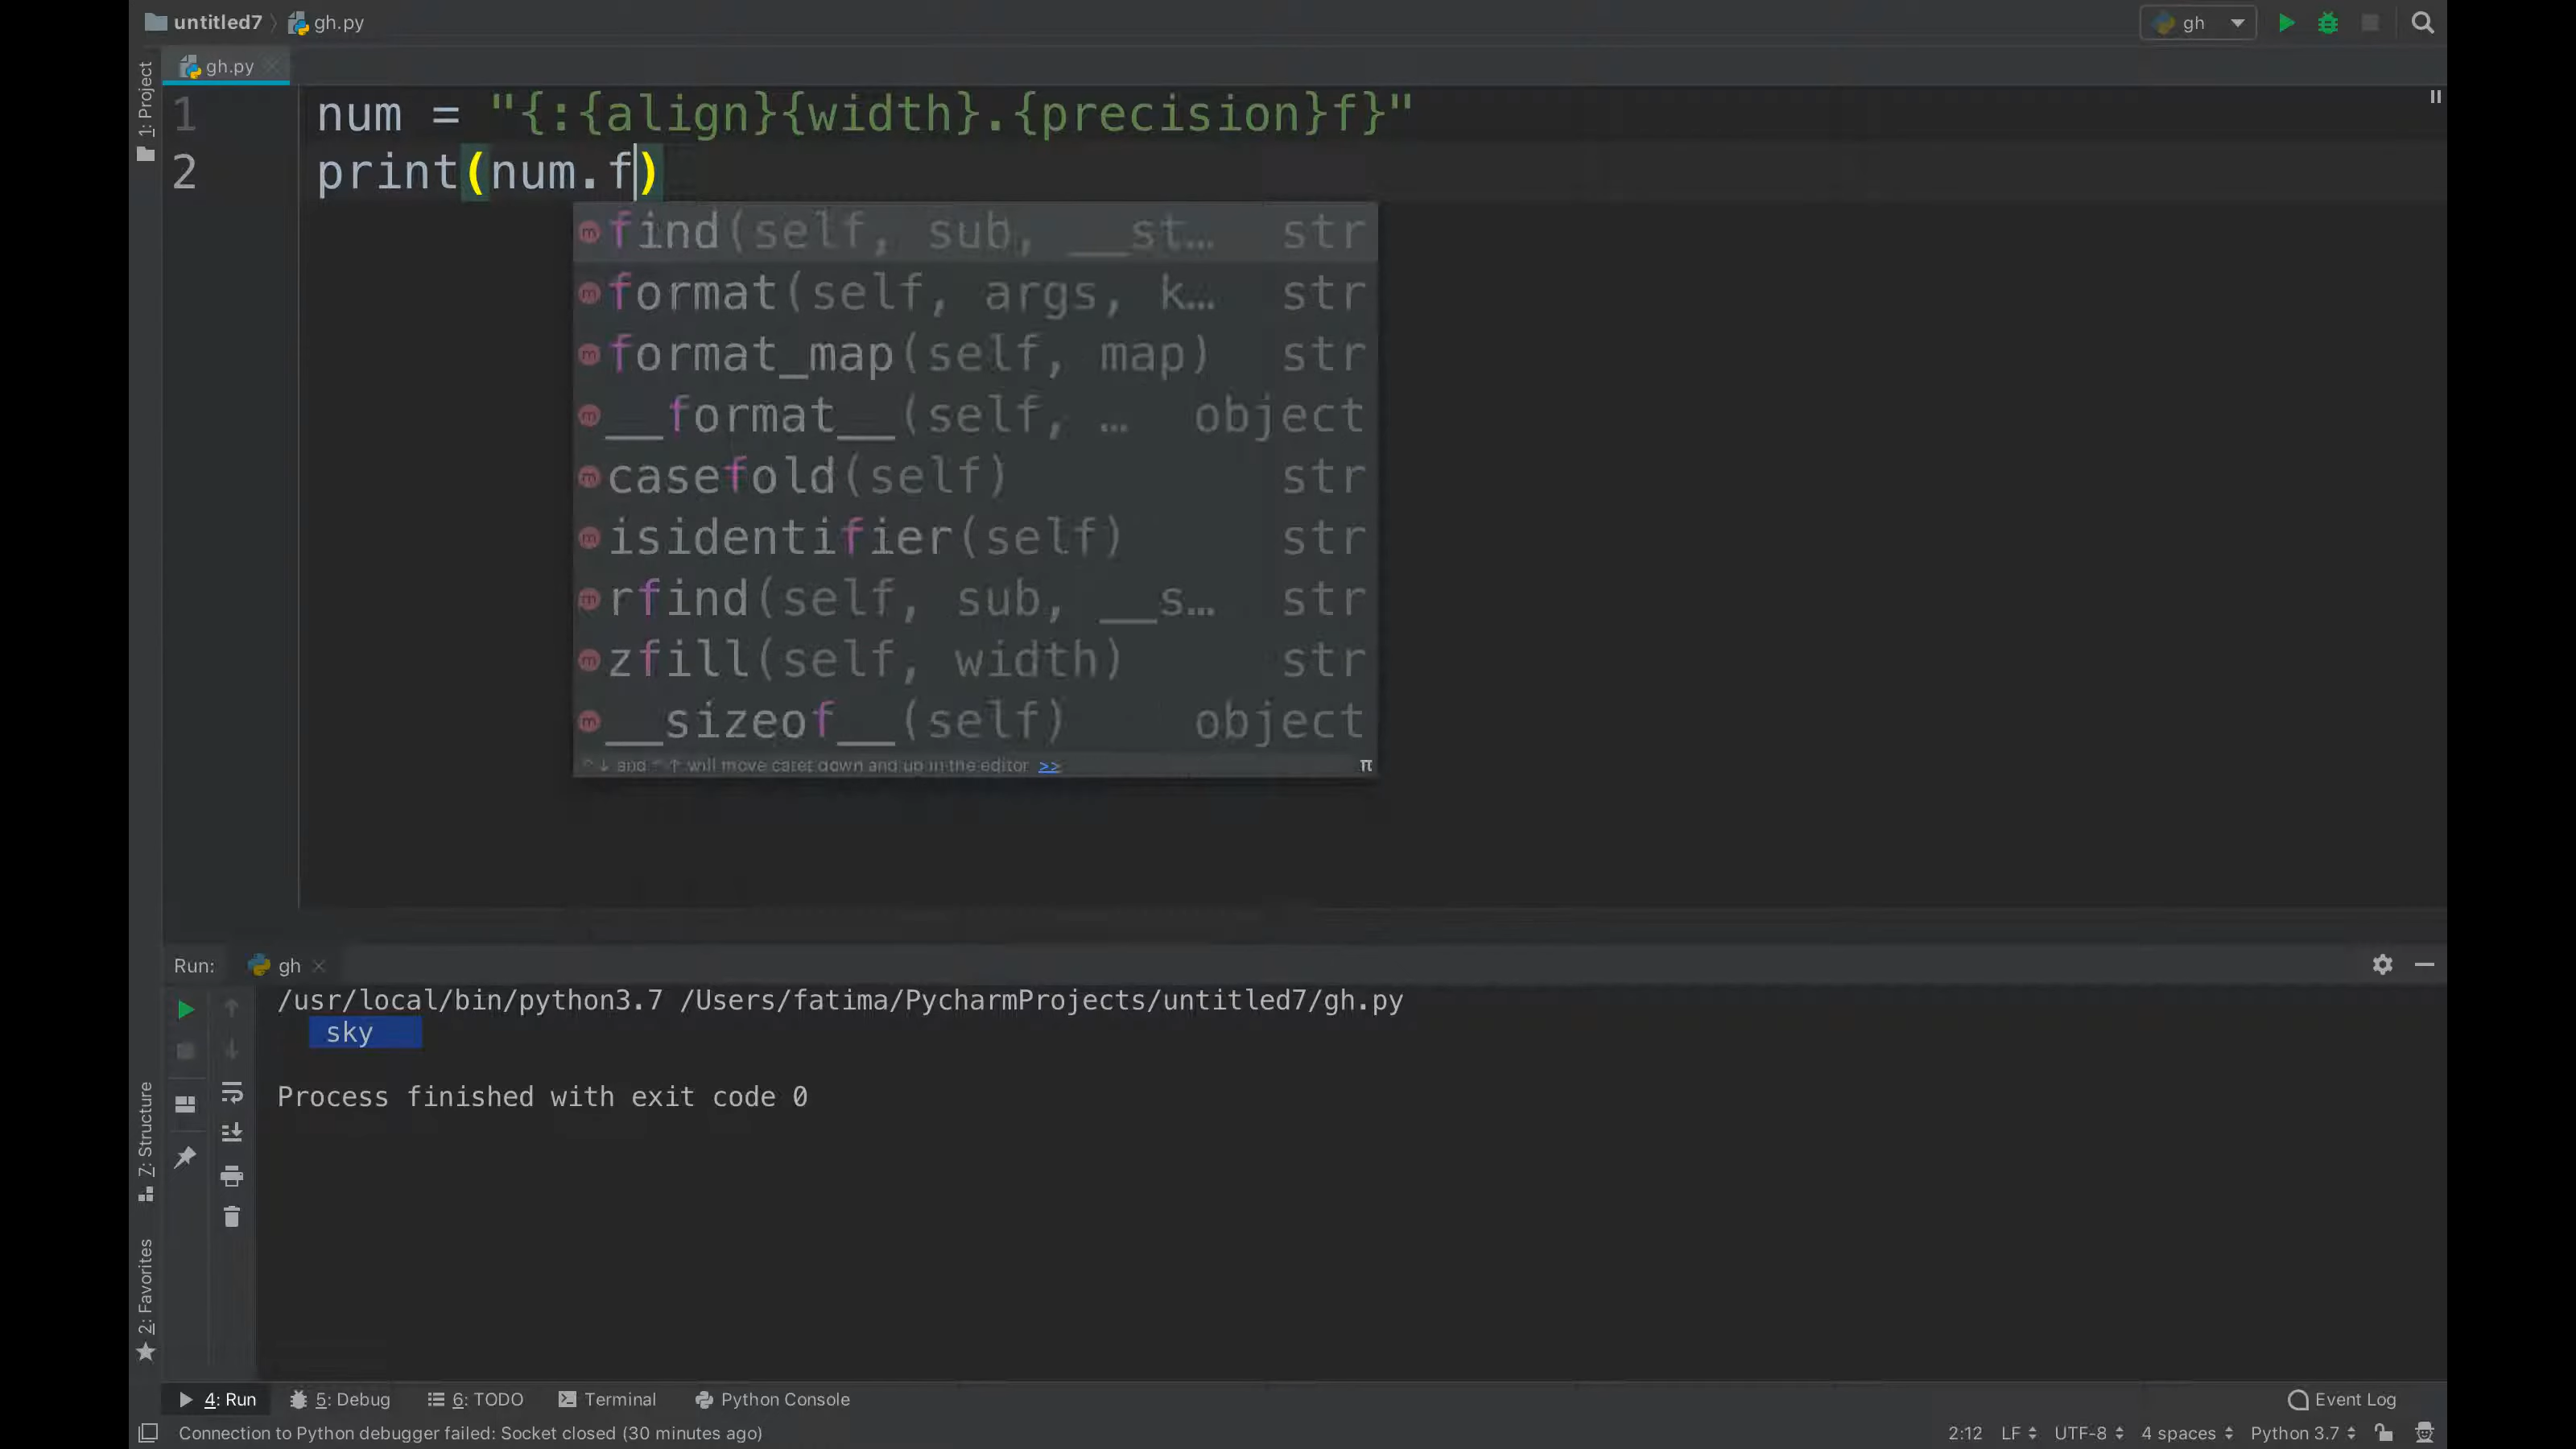 untitled7 gh.py
gh
gh.py
1: Project
1 num = "{:{align}{width}.{precision}f}"
2 print(num.f)
find(self, sub, __st… str
format(self, args, k… str
format_map(self, map) str
__format__(self, … object
casefold(self) str
isidentifier(self) str
rfind(self, sub, __s… str
zfill(self, width) str
__sizeof__(self) object
^↓ and ^↑ will move caret down and up in the editor >> π
Run: gh
/usr/local/bin/python3.7 /Users/fatima/PycharmProjects/untitled7/gh.py
sky
Process finished with exit code 0
7: Structure
2: Favorites
4: Run 5: Debug 6: TODO Terminal Python Console Event Log
Connection to Python debugger failed: Socket closed (30 minutes ago) 2:12 LF UTF-8 4 spaces Python 3.7